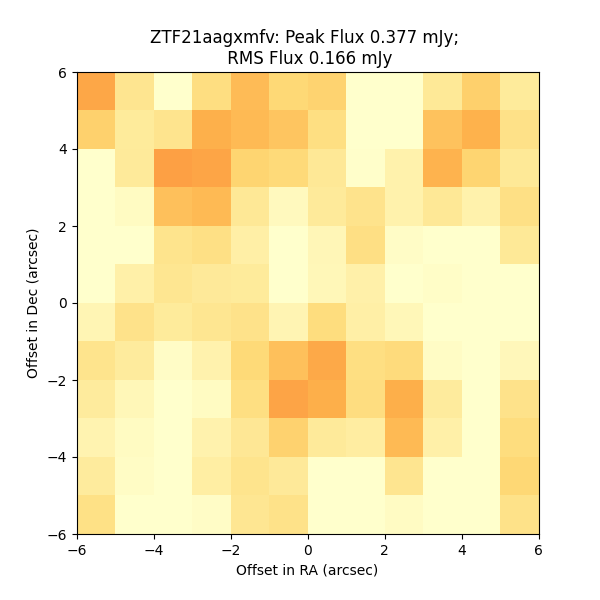 ZTF21aagxmfv: Peak Flux 0.377 mJy;
RMS Flux 0.166 mJy
6
4
2
0
−2
−4
−6
Offset in Dec (arcsec)
−6 −4 −2 0 2 4 6
Offset in RA (arcsec)